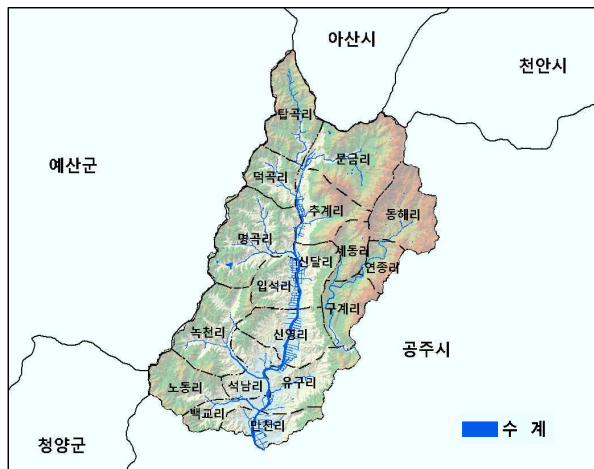 아산시
천안시
탑곡리
예산군
문금리
덕곡리
추계리
동해리
명곡리
세동리
신달리
연종리
입석리
구계리
녹천리
신영리
공주시
노동리
석남리
유구리
백교리
만천리
수 계
청양군